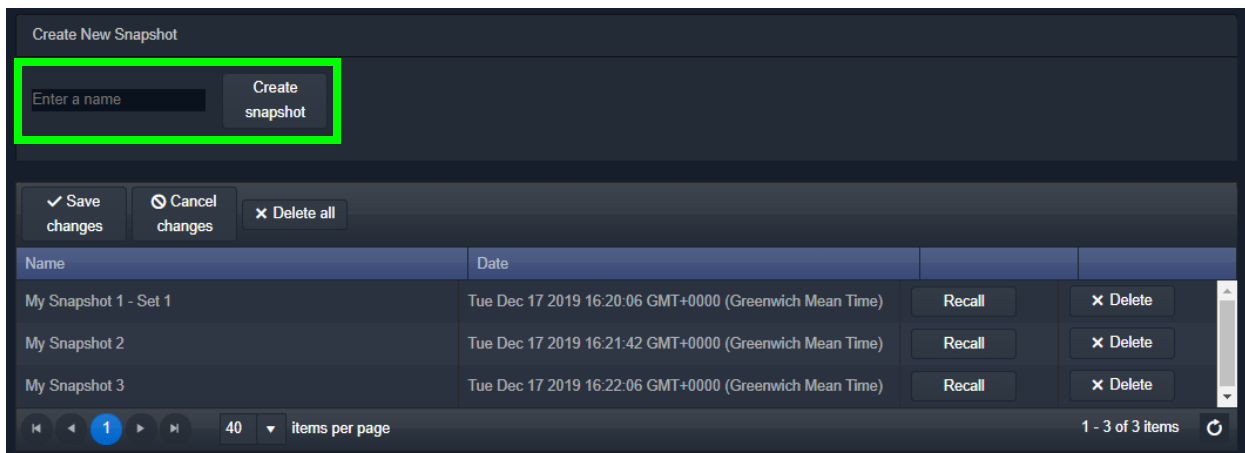 Create New Snapshot
Enter a name
Create
snapshot
Save
changes
Cancel
changes
Delete all
Name Date
My Snapshot 1 - Set 1 Tue Dec 17 2019 16:20:06 GMT+0000 (Greenwich Mean Time) Recall Delete
My Snapshot 2 Tue Dec 17 2019 16:21:42 GMT+0000 (Greenwich Mean Time) Recall Delete
My Snapshot 3 Tue Dec 17 2019 16:22:06 GMT+0000 (Greenwich Mean Time) Recall Delete
1 40 items per page 1 - 3 of 3 items